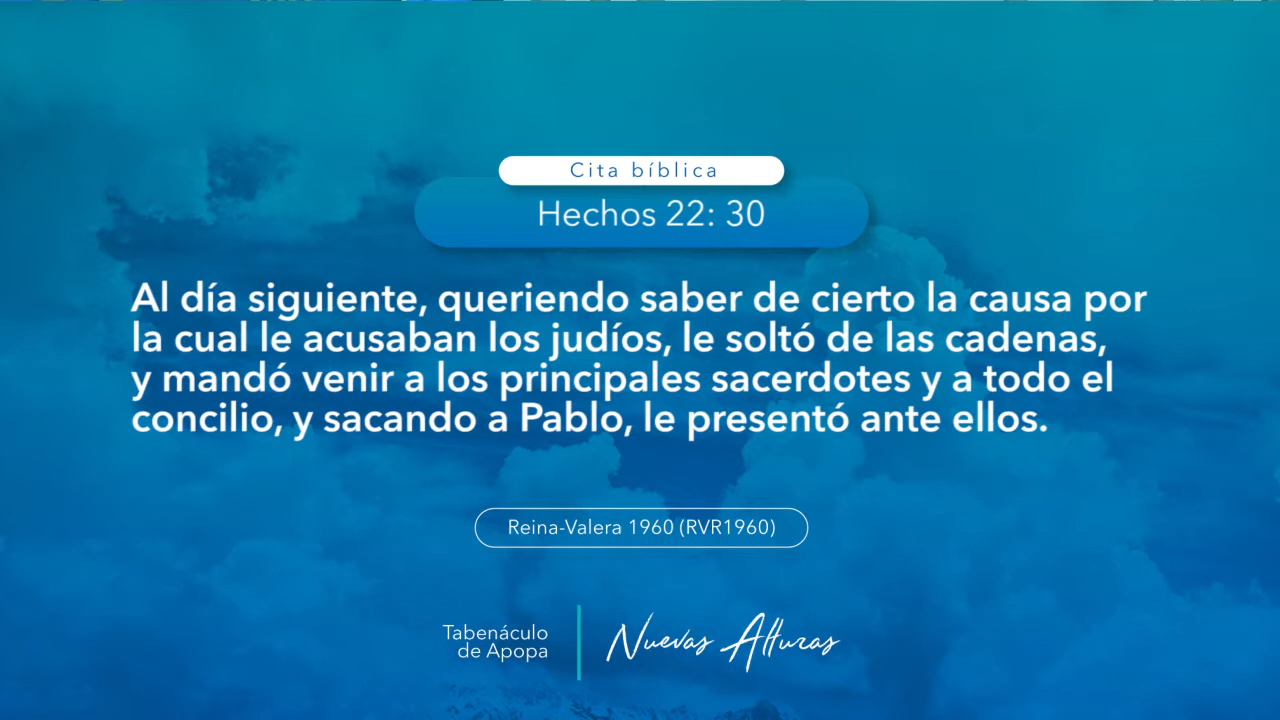 Cita bíblica
Hechos 22: 30
Al día siguiente, queriendo saber de cierto la causa por
la cual le acusaban los judíos, le soltó de las cadenas,
y mandó venir a los principales sacerdotes y a todo el
concilio, y sacando a Pablo, le presentó ante ellos.
Reina-Valera 1960 (RVR1960)
Tabenáculo
de Apopa
Nuevas Alturas